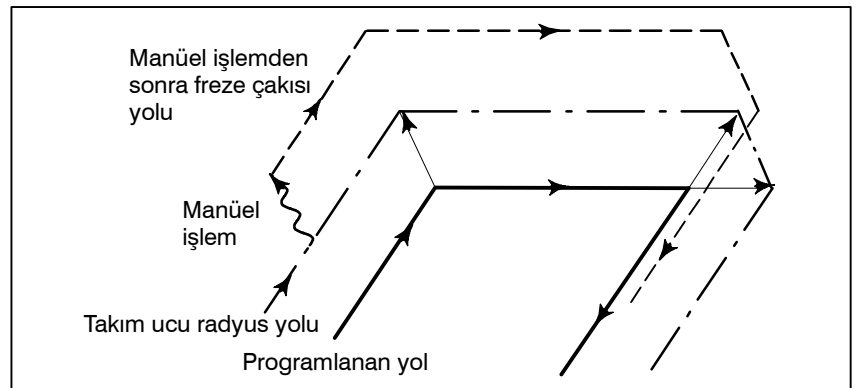 Manüel işlemden
sonra freze çakısı
yolu
Manüel
işlem
Takım ucu radyus yolu
Programlanan yol